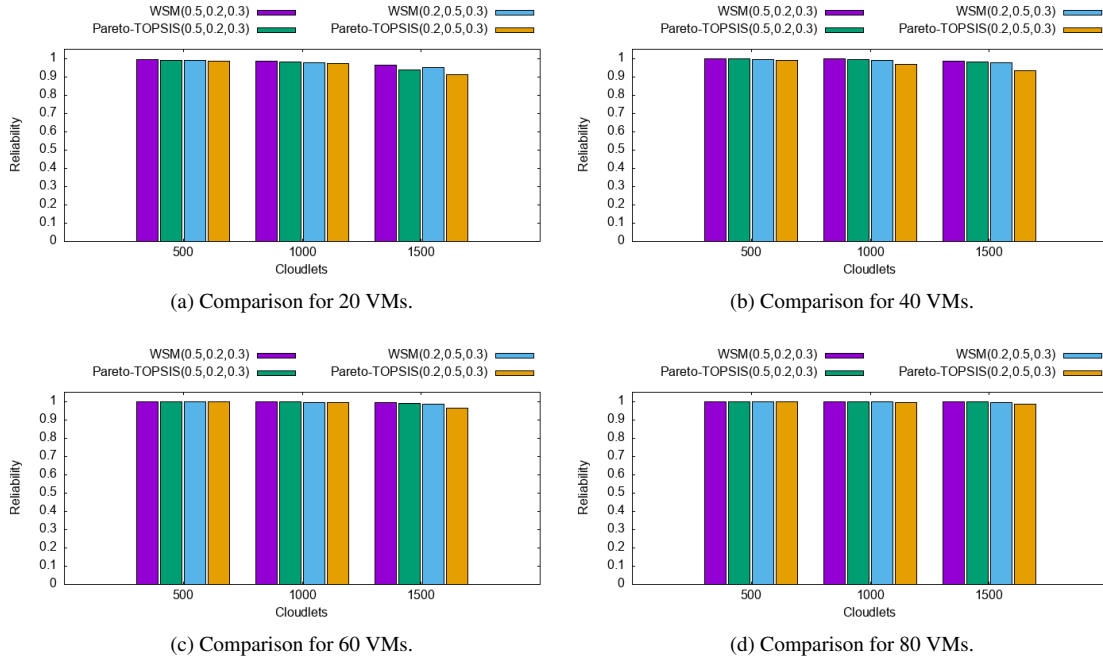 WSM(0.5,0.2,0.3) WSM(0.2,0.5,0.3)
Pareto-TOPSIS(0.5,0.2,0.3) Pareto-TOPSIS(0.2,0.5,0.3)
1
0.9
0.8
0.7
0.6
0.5
0.4
0.3
0.2
0.1
0
Reliability
500 1000 1500
Cloudlets
(a) Comparison for 20 VMs.
WSM(0.5,0.2,0.3) WSM(0.2,0.5,0.3)
Pareto-TOPSIS(0.5,0.2,0.3) Pareto-TOPSIS(0.2,0.5,0.3)
1
0.9
0.8
0.7
0.6
0.5
0.4
0.3
0.2
0.1
0
Reliability
500 1000 1500
Cloudlets
(b) Comparison for 40 VMs.
WSM(0.5,0.2,0.3) WSM(0.2,0.5,0.3)
Pareto-TOPSIS(0.5,0.2,0.3) Pareto-TOPSIS(0.2,0.5,0.3)
1
0.9
0.8
0.7
0.6
0.5
0.4
0.3
0.2
0.1
0
Reliability
500 1000 1500
Cloudlets
(c) Comparison for 60 VMs.
WSM(0.5,0.2,0.3) WSM(0.2,0.5,0.3)
Pareto-TOPSIS(0.5,0.2,0.3) Pareto-TOPSIS(0.2,0.5,0.3)
1
0.9
0.8
0.7
0.6
0.5
0.4
0.3
0.2
0.1
0
Reliability
500 1000 1500
Cloudlets
(d) Comparison for 80 VMs.